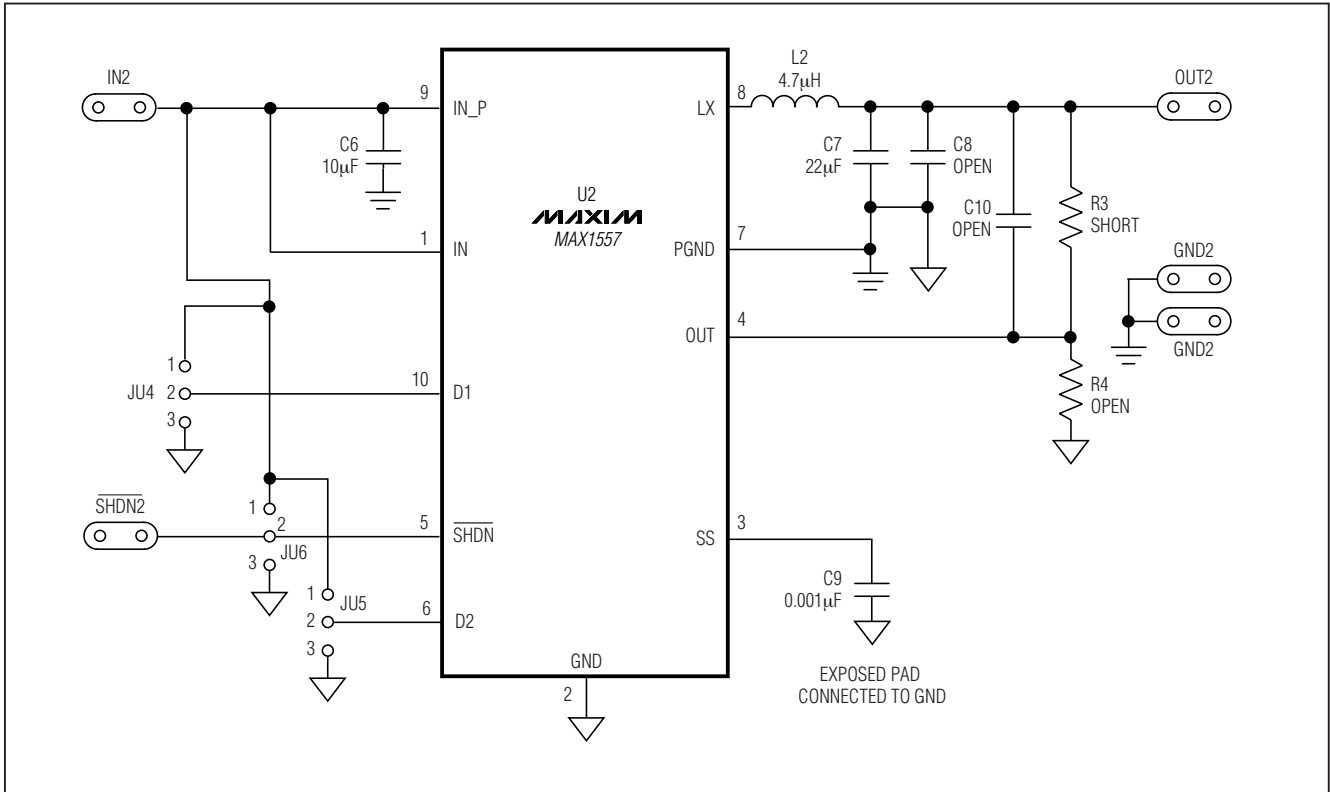 IN2
9
IN_P
C6
10μF
1
IN
U2
MAXIM
MAX1557
L2
4.7μH
8
LX
OUT2
C7
22μF
C8
OPEN
C10
OPEN
R3
SHORT
7
PGND
GND2
GND2
4
OUT
R4
OPEN
1
JU4
2
3
10
D1
SHDN2
1
2
JU6
3
5
SHDN
1
JU5
2
3
6
D2
3
SS
C9
0.001μF
GND
2
EXPOSED PAD
CONNECTED TO GND